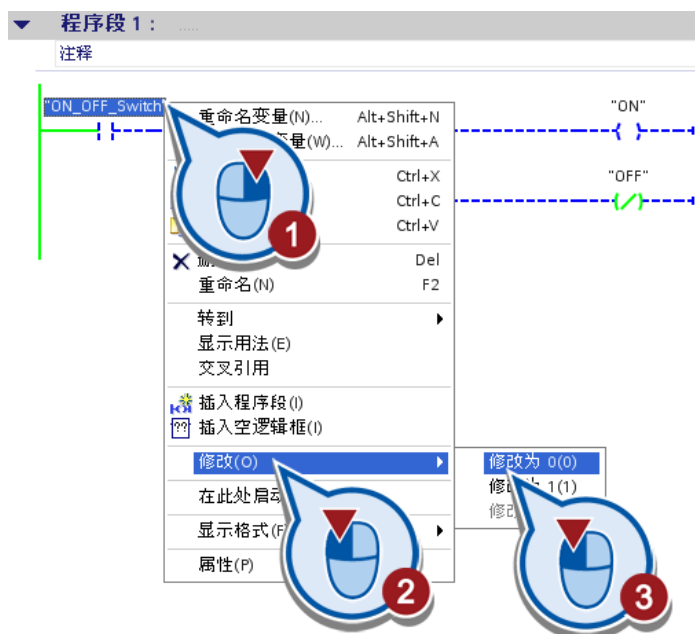 程序段 1： .....
注释
"ON_OFF_Switch"
"ON"
"OFF"
重命名变量(N)... Alt+Shift+N
变量(W)... Alt+Shift+A
Ctrl+X
Ctrl+C
Ctrl+V
Del
重命名(N) F2
转到
显示用法(E)
交叉引用
插入程序段(I)
?? 插入空逻辑框(I)
修改(O)
修改为 0(0)
1(1)
在此处启动
显示格式(F)
属性(P)
1
2
3